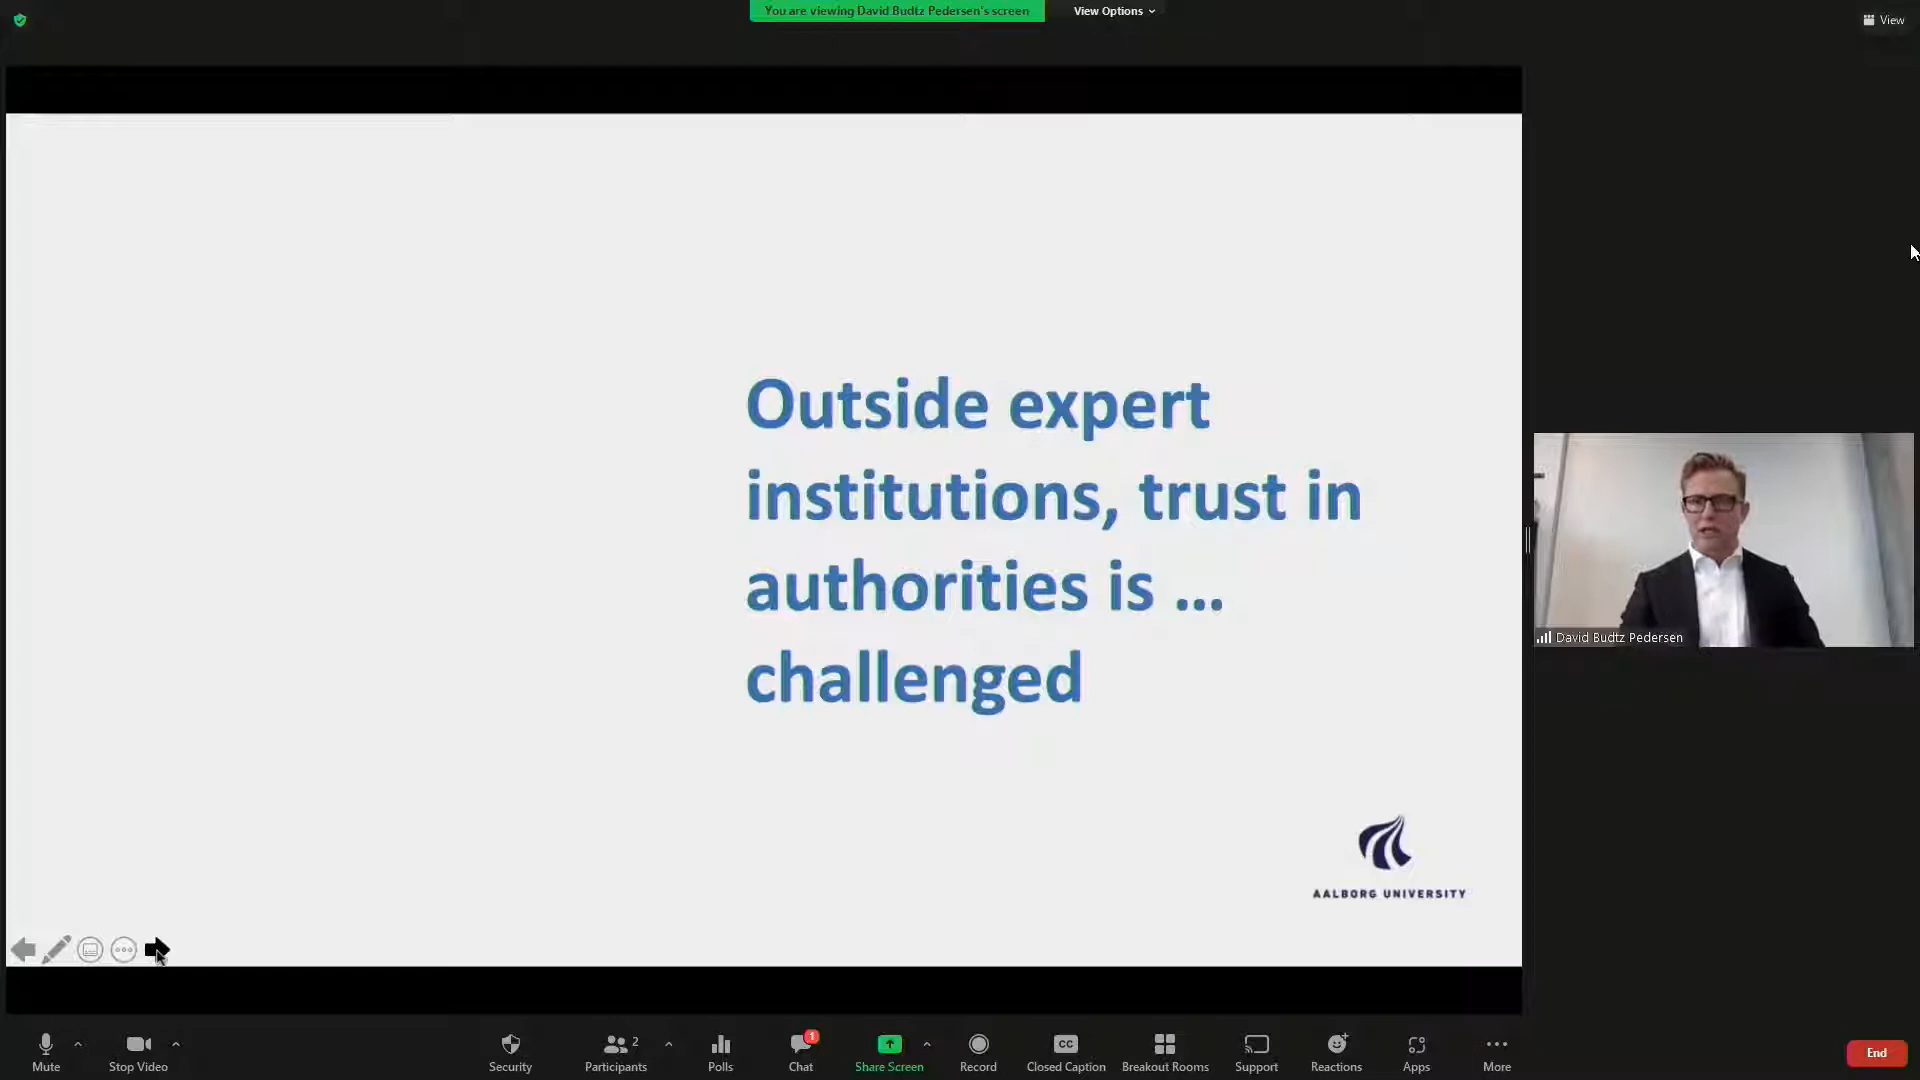 You are viewing David Budtz Pedersen's screen
View Options
View
Outside expert
institutions, trust in
authorities is ...
challenged
AALBORG UNIVERSITY
David Budtz Pedersen
Mute
Stop Video
Security
2
Participants
Polls
1
Chat
Share Screen
Record
CC
Closed Caption
Breakout Rooms
Support
Reactions
Apps
More
End